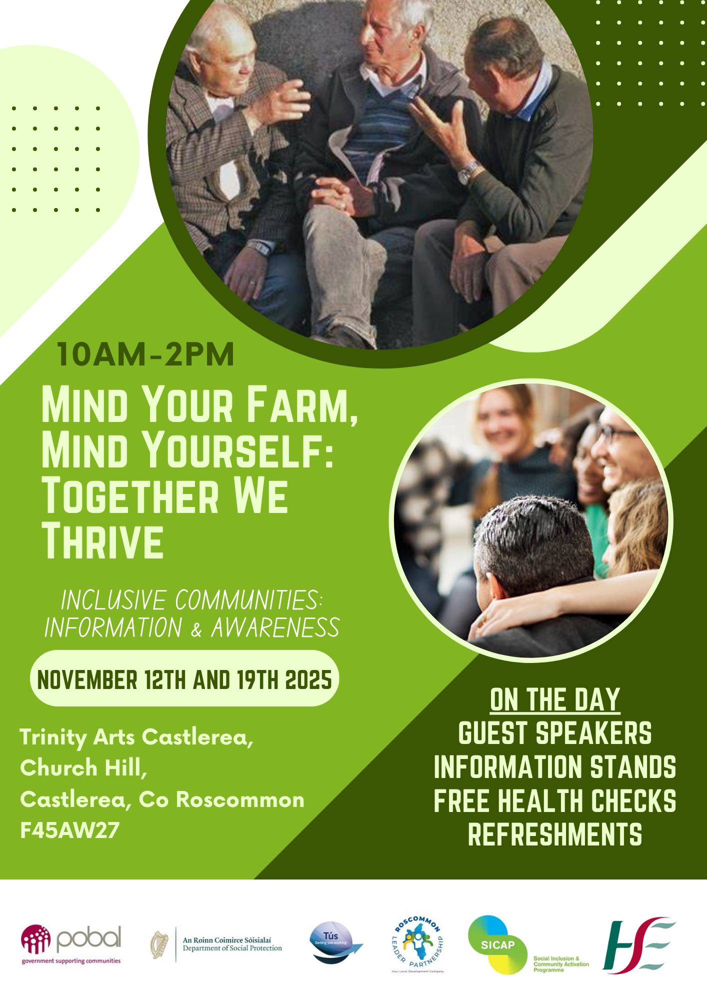 10AM-2PM
MIND YOUR FARM,
MIND YOURSELF:
TOGETHER WE
THRIVE
INCLUSIVE COMMUNITIES:
INFORMATION & AWARENESS
NOVEMBER 12TH AND 19TH 2025
Trinity Arts Castlerea,
Church Hill,
Castlerea, Co Roscommon
F45AW27
ON THE DAY
GUEST SPEAKERS
INFORMATION STANDS
FREE HEALTH CHECKS
REFRESHMENTS
pobal
government supporting communities
An Roinn Coimirce Sóisialaí
Department of Social Protection
Tús
Getting you working
ROSCOMMON
LEADER PARTNERSHIP
Your Local Development Company
SICAP
Social Inclusion &
Community Activation
Programme
HSE